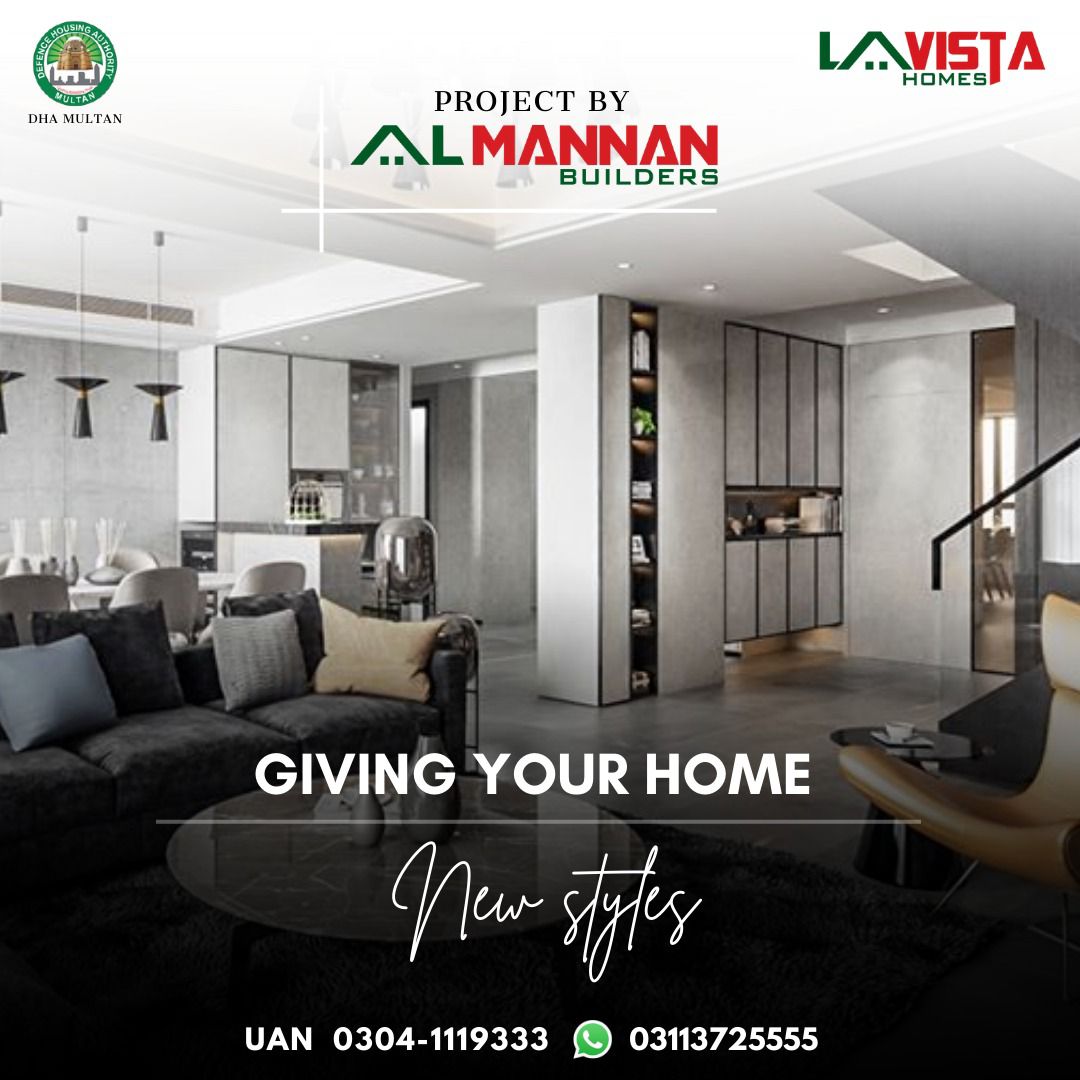 DEFENCE HOUSING AUTHORITY
MULTAN
DHA MULTAN
LAVISTA
HOMES
PROJECT BY
AL MANNAN
BUILDERS
GIVING YOUR HOME
New styles
UAN 0304-1119333 03113725555